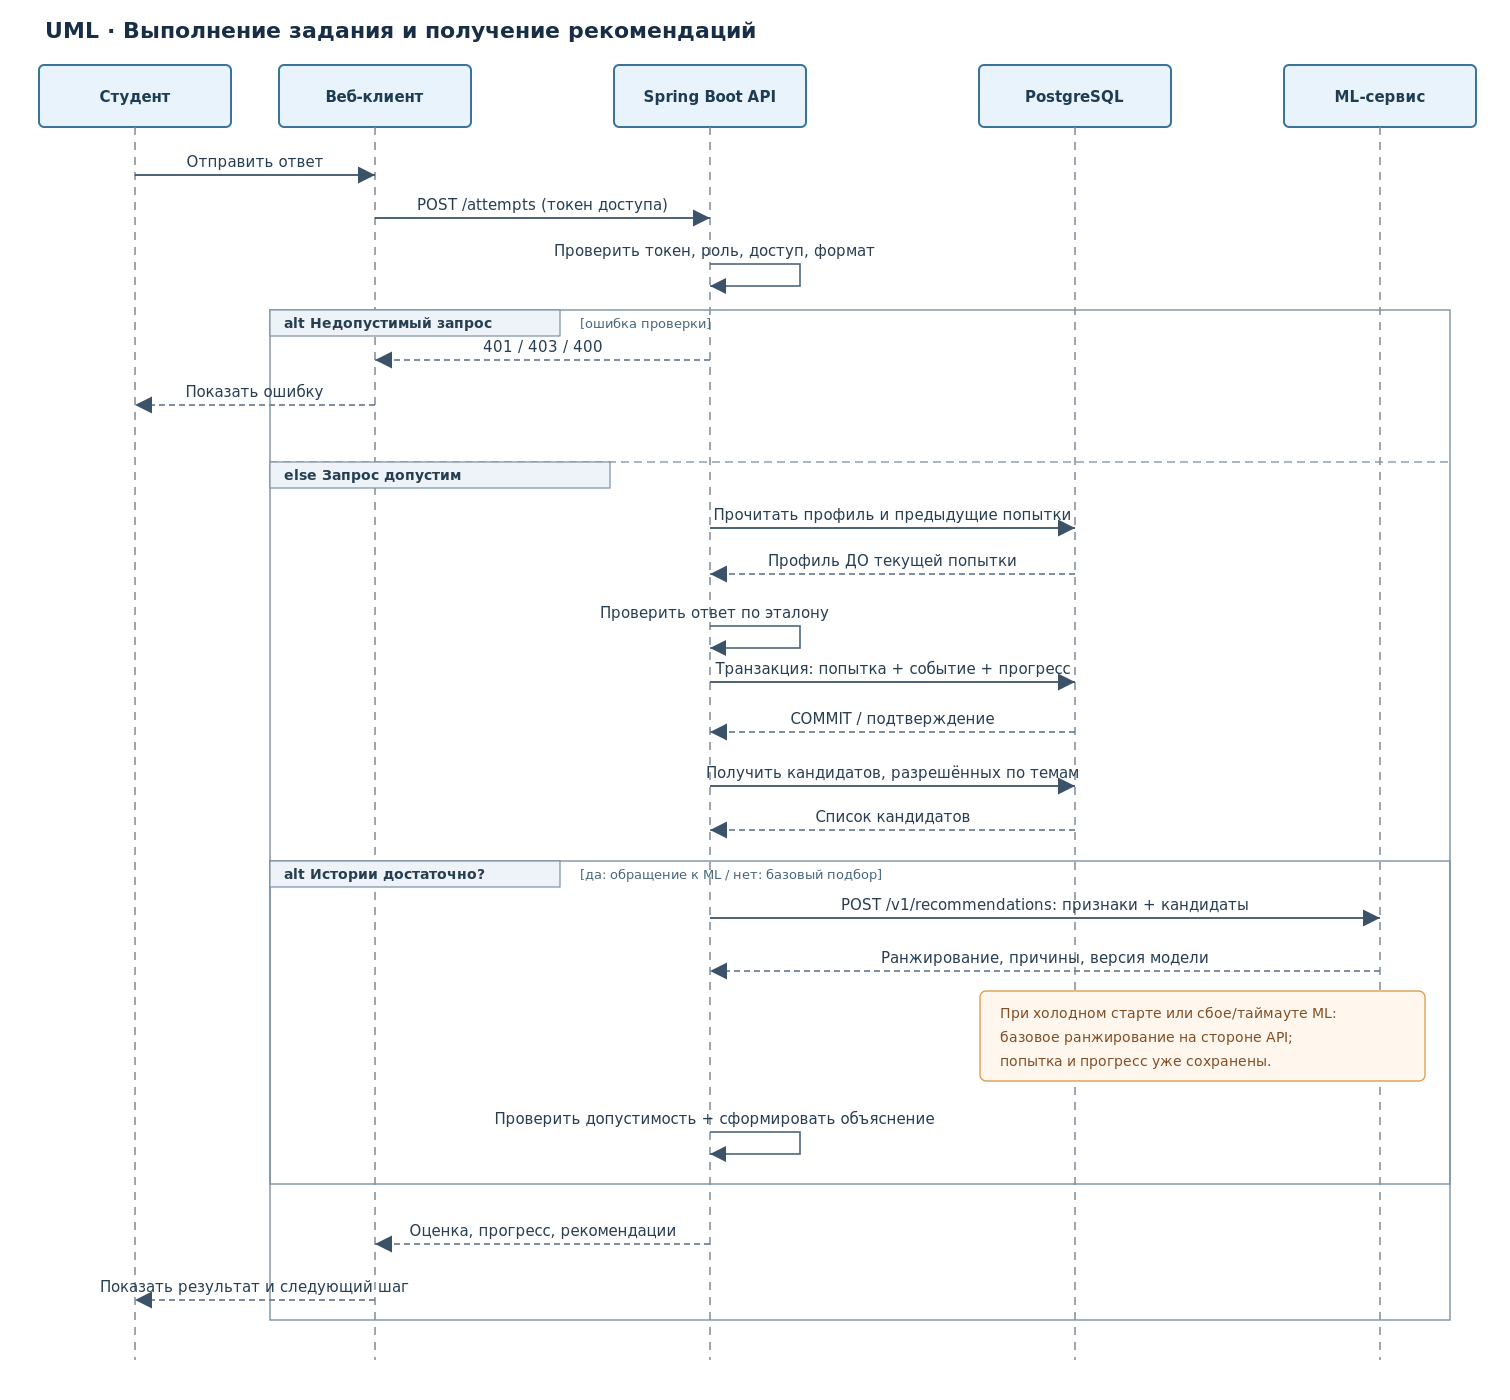 UML · Выполнение задания и получение рекомендаций
Студент
Веб-клиент
Spring Boot API
PostgreSQL
ML-сервис
Отправить ответ
POST /attempts (токен доступа)
Проверить токен, роль, доступ, формат
alt Недопустимый запрос
[ошибка проверки]
401 / 403 / 400
Показать ошибку
else Запрос допустим
Прочитать профиль и предыдущие попытки
Профиль ДО текущей попытки
Проверить ответ по эталону
Транзакция: попытка + событие + прогресс
COMMIT / подтверждение
Получить кандидатов, разрешённых по темам
Список кандидатов
alt Истории достаточно?
[да: обращение к ML / нет: базовый подбор]
POST /v1/recommendations: признаки + кандидаты
Ранжирование, причины, версия модели
При холодном старте или сбое/таймауте ML:
базовое ранжирование на стороне API;
попытка и прогресс уже сохранены.
Проверить допустимость + сформировать объяснение
Оценка, прогресс, рекомендации
Показать результат и следующий шаг